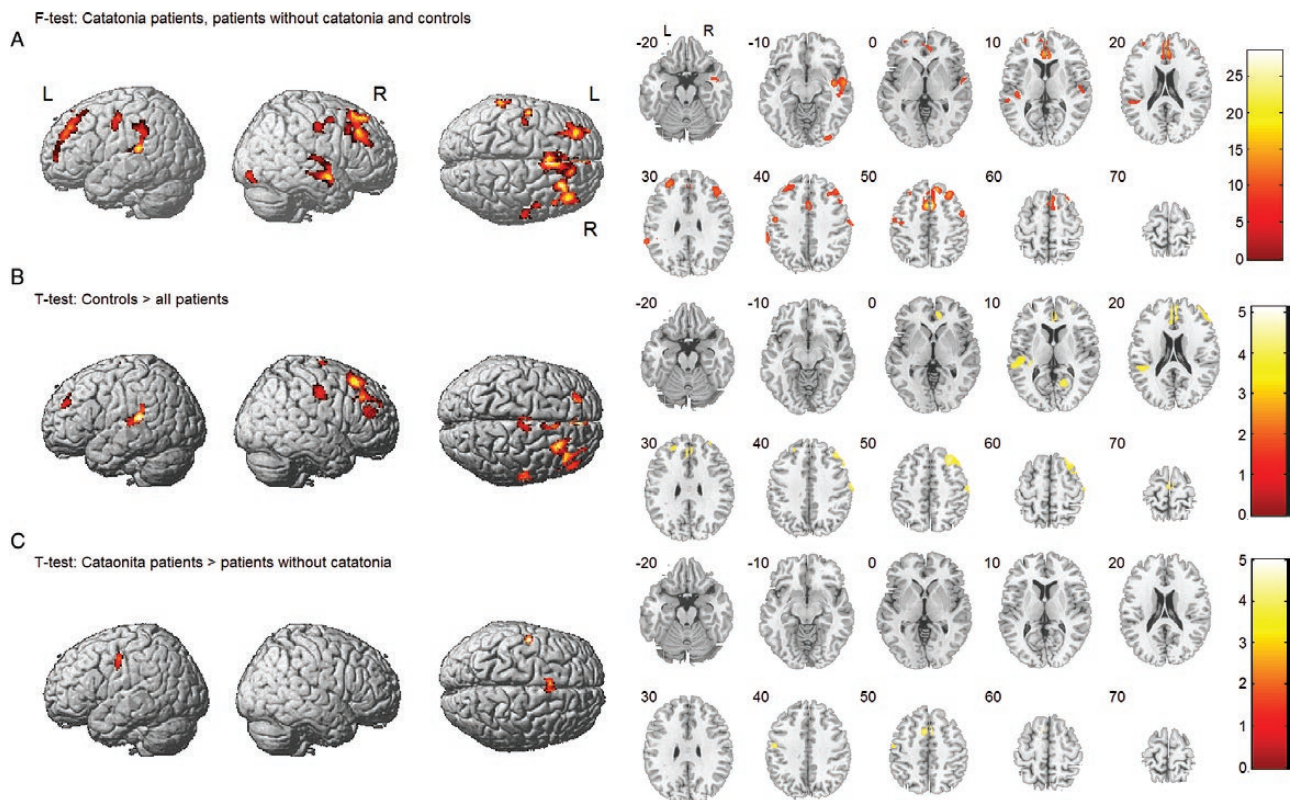 F-test: Catatonia patients, patients without catatonia and controls
A
L R L
R
L R
-20 -10 0 10 20
30 40 50 60 70
25
20
15
10
5
0
B
T-test: Controls > all patients
-20 -10 0 10 20
30 40 50 60 70
5
4
3
2
1
0
C
T-test: Cataonita patients > patients without catatonia
-20 -10 0 10 20
30 40 50 60 70
5
4
3
2
1
0